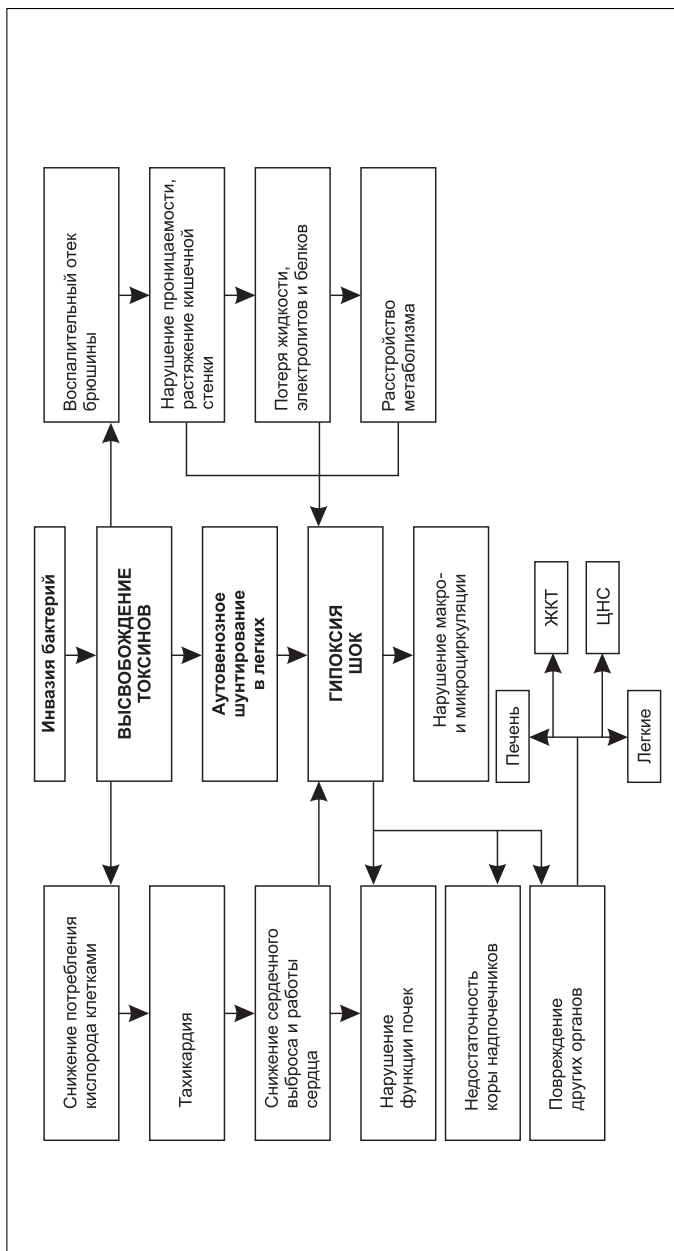 Инвазия бактерий
ВЫСВОБОЖДЕНИЕ
ТОКСИНОВ
Аутовенозное
шунтирование
в легких
ГИПОКСИЯ
ШОК
Нарушение макро-
и микроциркуляции
Снижение потребления
кислорода клетками
Тахикардия
Снижение сердечного
выброса и работы
сердца
Нарушение
функции почек
Недостаточность
коры надпочечников
Повреждение
других органов
Воспалительный отек
брюшины
Нарушение проницаемости,
растяжение кишечной
стенки
Потеря жидкости,
электролитов и белков
Расстройство
метаболизма
Печень
ЖКТ
ЦНС
Легкие